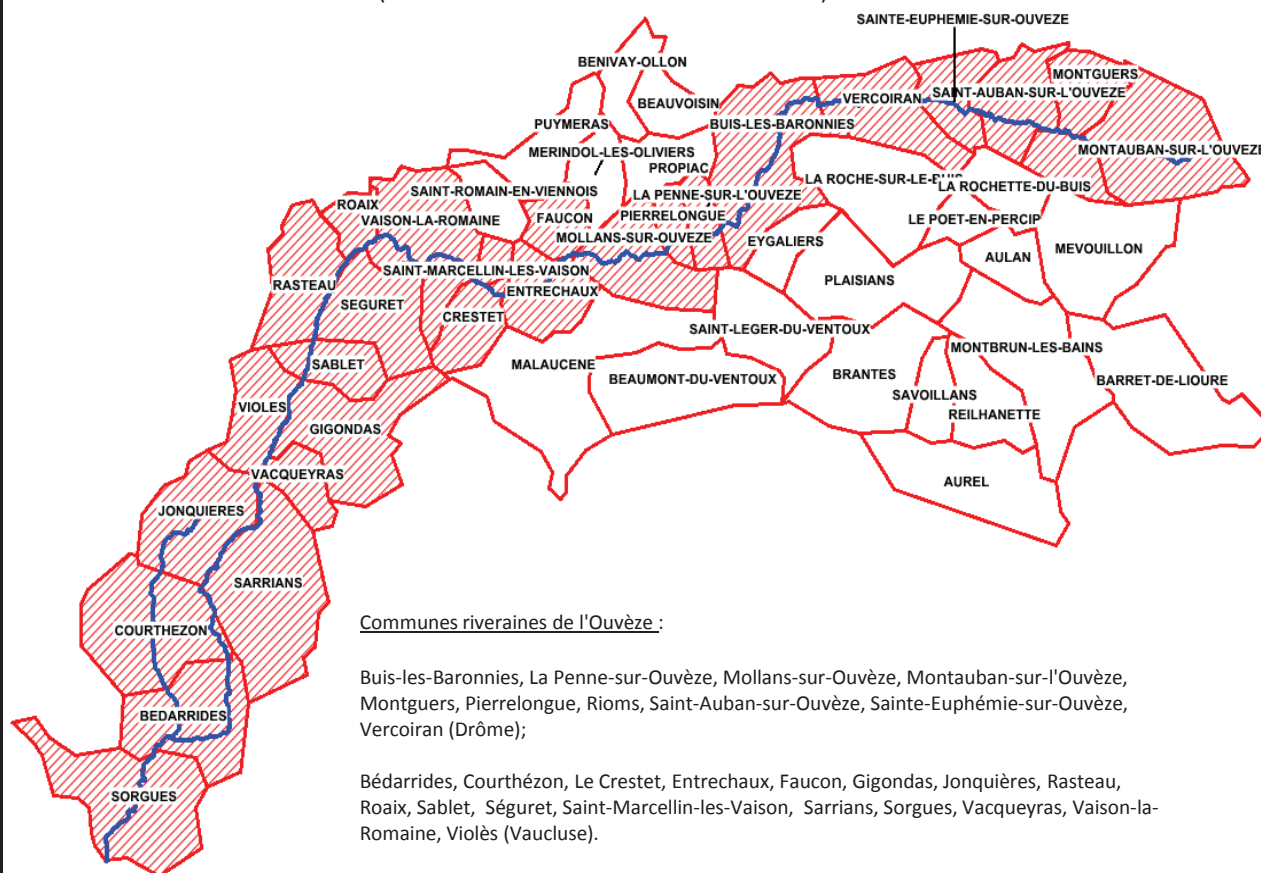 SAINTE-EUPHEMIE-SUR-OUVEZE
BENIVAY-OLLON
MONTGUERS
BEAUVOISIN
VERCOIRAN
SAINT-AUBAN-SUR-L'OUVEZE
PUYMERAS
BUIS-LES-BARONNIES
MERINDOL-LES-OLIVIERS
MONTAUBAN-SUR-L'OUVEZE
PROPIAC
LA ROCHE-SUR-LE-BUIS
LA ROCHETTE-DU-BUIS
SAINT-ROMAIN-EN-VIENNOIS
LA PENNE-SUR-L'OUVEZE
ROAIX
VAISON-LA-ROMAINE
FAUCON
PIERRELONGUE
LE POET-EN-PERCIP
MOLLANS-SUR-OUVEZE
EYGALIERS
MEVOUILLON
AULAN
SAINT-MARCELLIN-LES-VAISON
RASTEAU
PLAISIANS
ENTRECHAUX
SEGURET
CRESTET
SAINT-LEGER-DU-VENTOUX
MONTBRUN-LES-BAINS
SABLET
MALAUCENE
BRANTES
BEAUMONT-DU-VENTOUX
BARRET-DE-LIOURE
SAVOILLANS
VIOLES
REILHANETTE
GIGONDAS
VACQUEYRAS
AUREL
JONQUIERES
SARRIANS
COURTHEZON
BEDARRIDES
SORGUES
Communes riveraines de l'Ouvèze :
Buis-les-Baronnies, La Penne-sur-Ouvèze, Mollans-sur-Ouvèze, Montauban-sur-l'Ouvèze,
Montguers, Pierrelongue, Rioms, Saint-Auban-sur-Ouvèze, Sainte-Euphémie-sur-Ouvèze,
Vercoiran (Drôme);
Bédarrides, Courthézon, Le Crestet, Entrechaux, Faucon, Gigondas, Jonquières, Rasteau,
Roaix, Sablet, Séguret, Saint-Marcellin-les-Vaison, Sarrians, Sorgues, Vacqueyras, Vaison-la-
Romaine, Violès (Vaucluse).